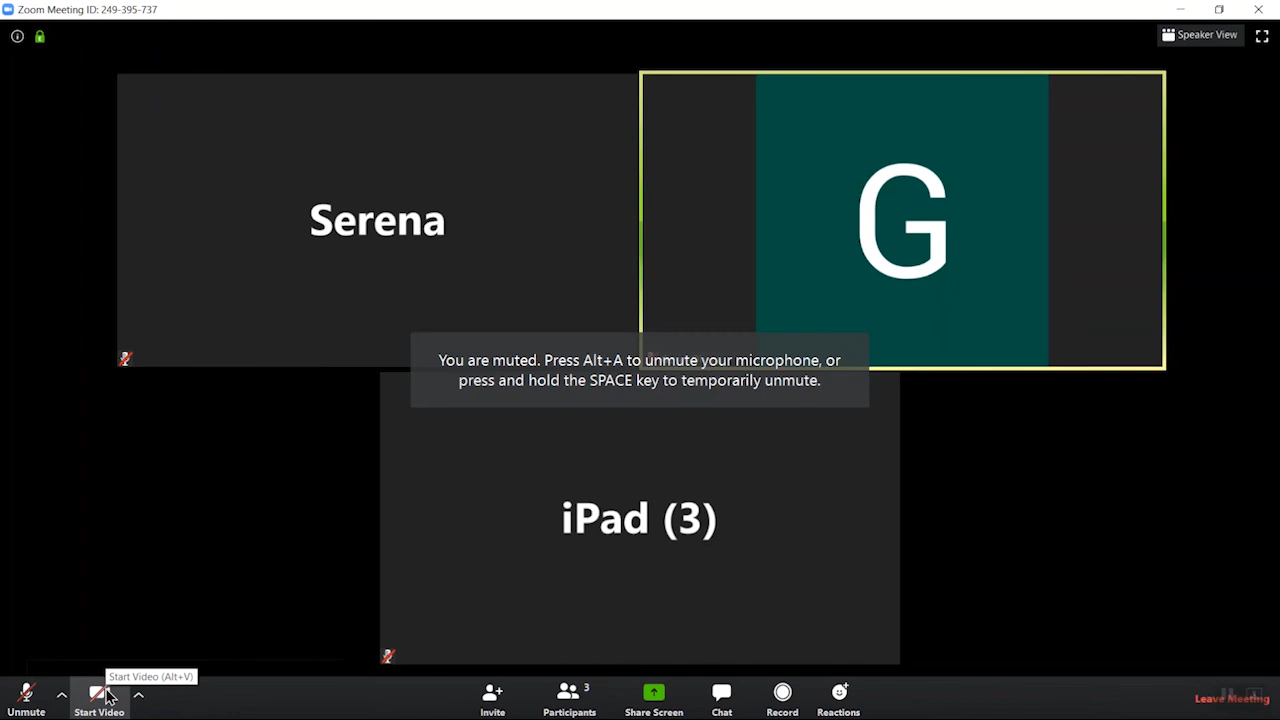 Zoom Meeting ID: 249-395-737
Speaker View
Serena
G
You are muted. Press Alt+A to unmute your microphone, or
press and hold the SPACE key to temporarily unmute.
iPad (3)
Start Video (Alt+V)
Unmute
Start Video
Invite
Participants
3
Share Screen
Chat
Record
Reactions
Leave Meeting